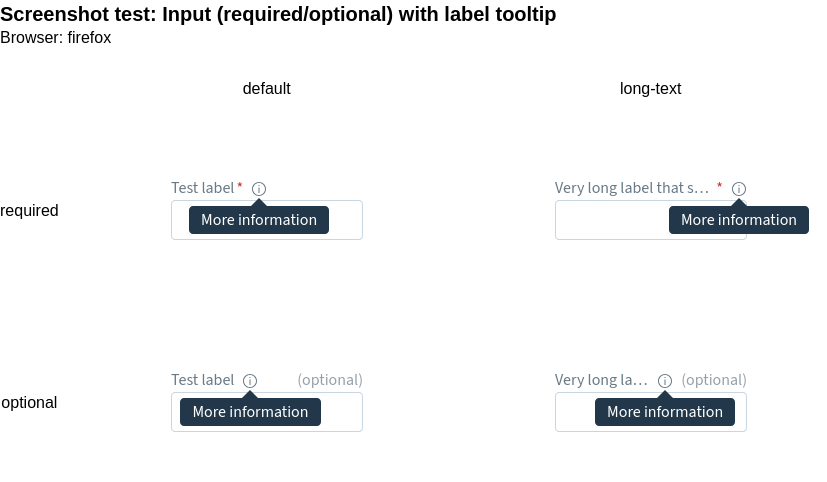 Screenshot test: Input (required/optional) with label tooltip
Browser: firefox
default long-text
Test label * Very long label that s… *
required More information More information
Test label (optional) Very long la… (optional)
optional More information More information